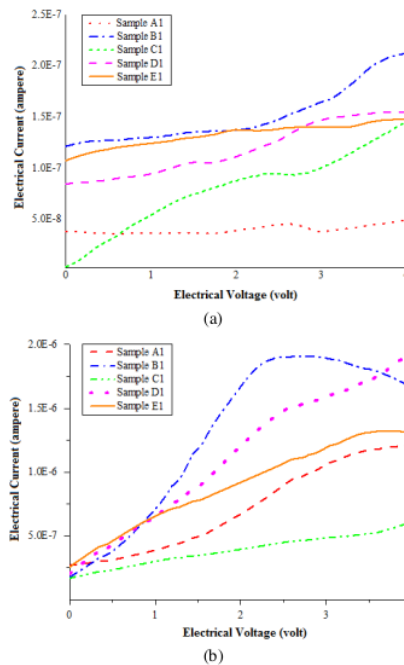 2.5E-7
2.0E-7
1.5E-7
1.0E-7
5.0E-8
Sample A1
Sample B1
Sample C1
Sample D1
Sample E1
Electrical Current (ampere)
0 1 2 3
Electrical Voltage (volt)
(a)
2.0E-6
1.5E-6
1.0E-6
5.0E-7
Sample A1
Sample B1
Sample C1
Sample D1
Sample E1
Electrical Current (ampere)
0 1 2 3
Electrical Voltage (volt)
(b)